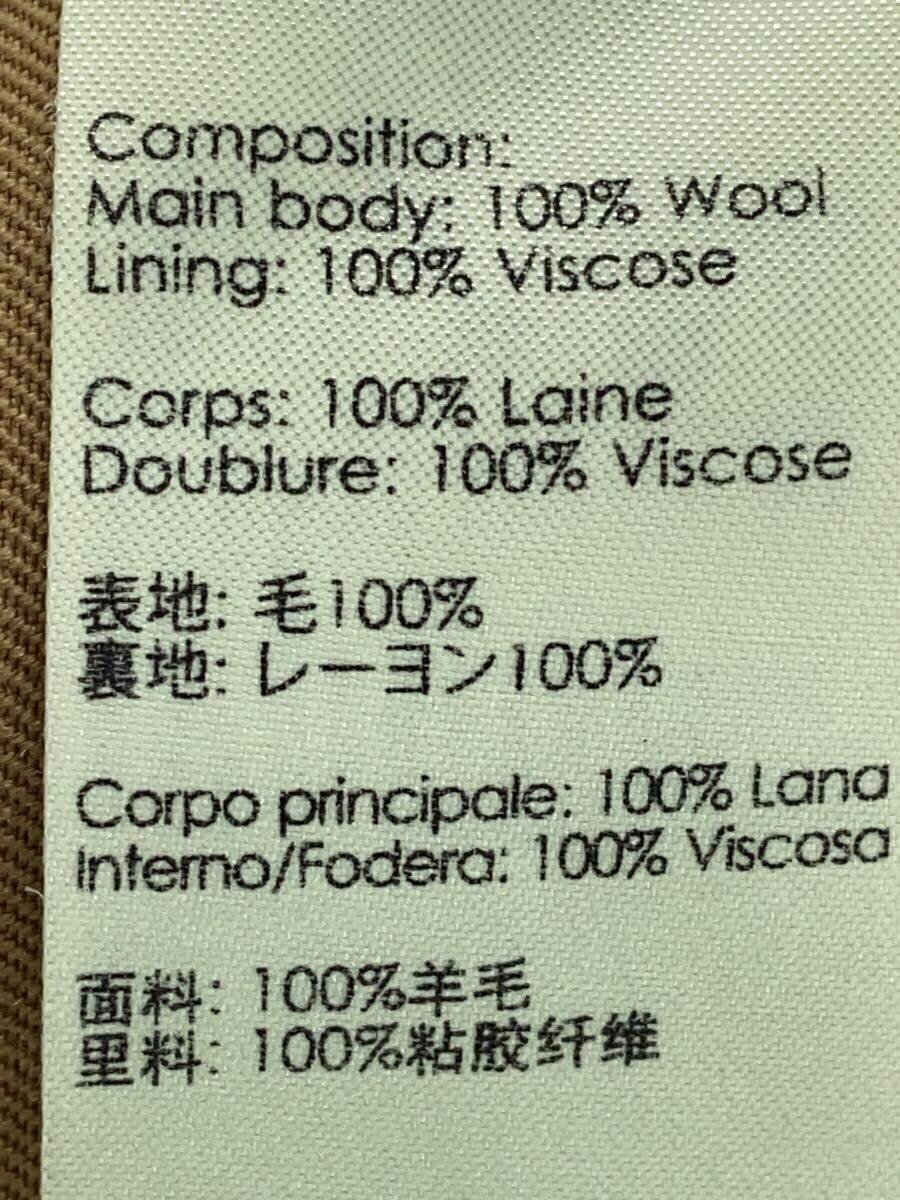 Composition:
Main body: 100% Wool
Lining: 100% Viscose
Corps: 100% Laine
Doublure: 100% Viscose
表地: 毛100%
裏地: レーヨン100%
Corpo principale: 100% Lana
Interno/Fodera: 100% Viscosa
面料: 100%羊毛
里料: 100%粘胶纤维